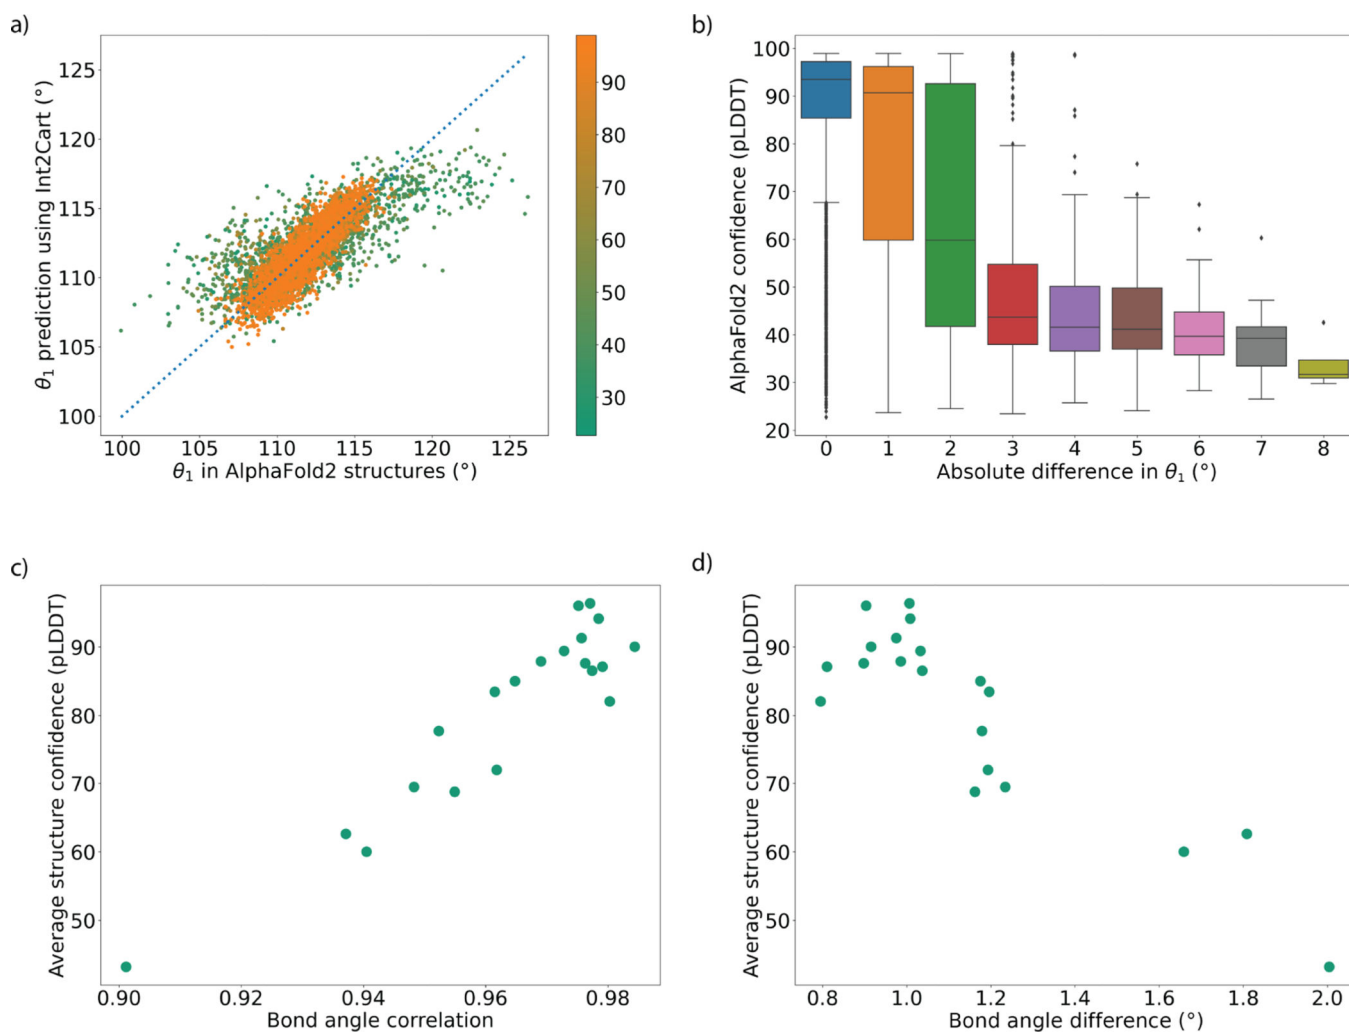 a)
θ1 prediction using Int2Cart (°)
125
120
115
110
105
100
100 105 110 115 120 125
θ1 in AlphaFold2 structures (°)
90
80
70
60
50
40
30
b)
AlphaFold2 confidence (pLDDT)
100
90
80
70
60
50
40
30
20
0 1 2 3 4 5 6 7 8
Absolute difference in θ1 (°)
c)
Average structure confidence (pLDDT)
90
80
70
60
50
0.90 0.92 0.94 0.96 0.98
Bond angle correlation
d)
Average structure confidence (pLDDT)
90
80
70
60
50
0.8 1.0 1.2 1.4 1.6 1.8 2.0
Bond angle difference (°)